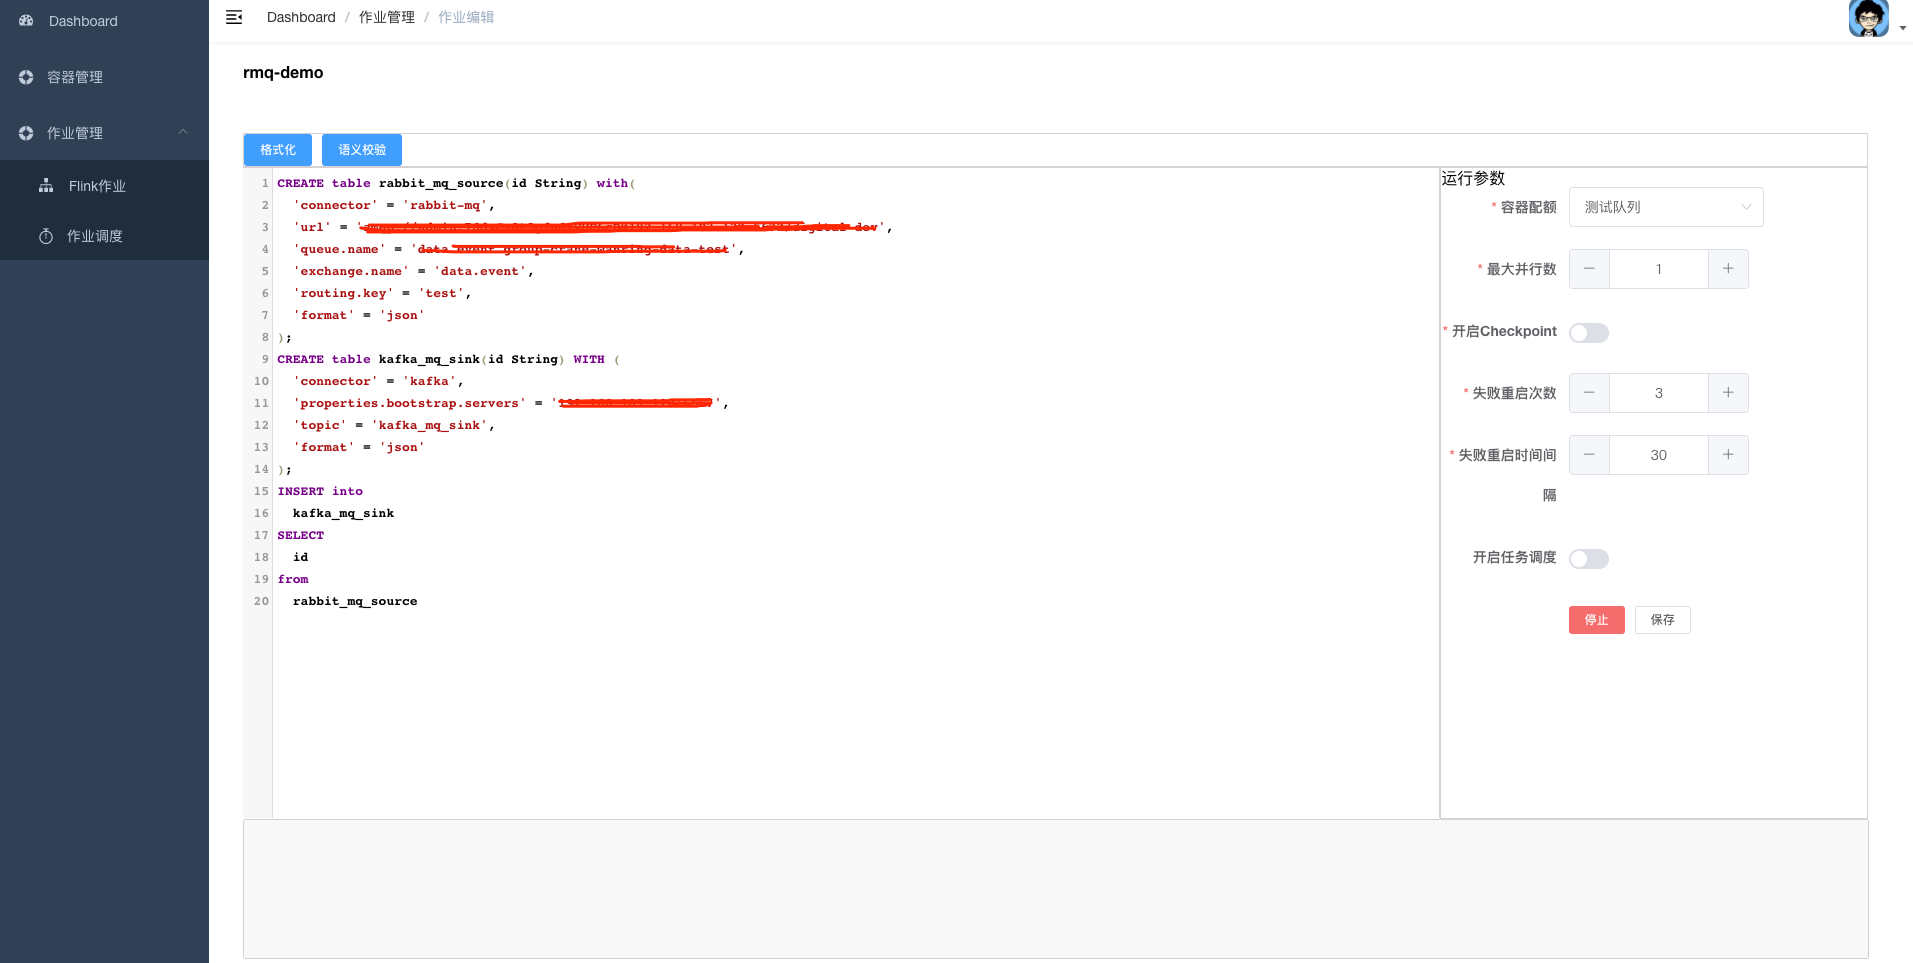 Dashboard
容器管理
作业管理
Flink作业
作业调度
Dashboard / 作业管理 / 作业编辑
rmq-demo
格式化 语义校验
1 CREATE table rabbit_mq_source(id String) with(
2 'connector' = 'rabbit-mq',
3 'url' = ',
4 'queue.name' = ',
5 'exchange.name' = 'data.event',
6 'routing.key' = 'test',
7 'format' = 'json'
8 );
9 CREATE table kafka_mq_sink(id String) WITH (
10 'connector' = 'kafka',
11 'properties.bootstrap.servers' = ' ',
12 'topic' = 'kafka_mq_sink',
13 'format' = 'json'
14 );
15 INSERT into
16 kafka_mq_sink
17 SELECT
18 id
19 from
20 rabbit_mq_source
运行参数
* 容器配额 测试队列
* 最大并行数 − 1 +
* 开启Checkpoint
* 失败重启次数 − 3 +
* 失败重启时间间 − 30 +
隔
开启任务调度
停止 保存